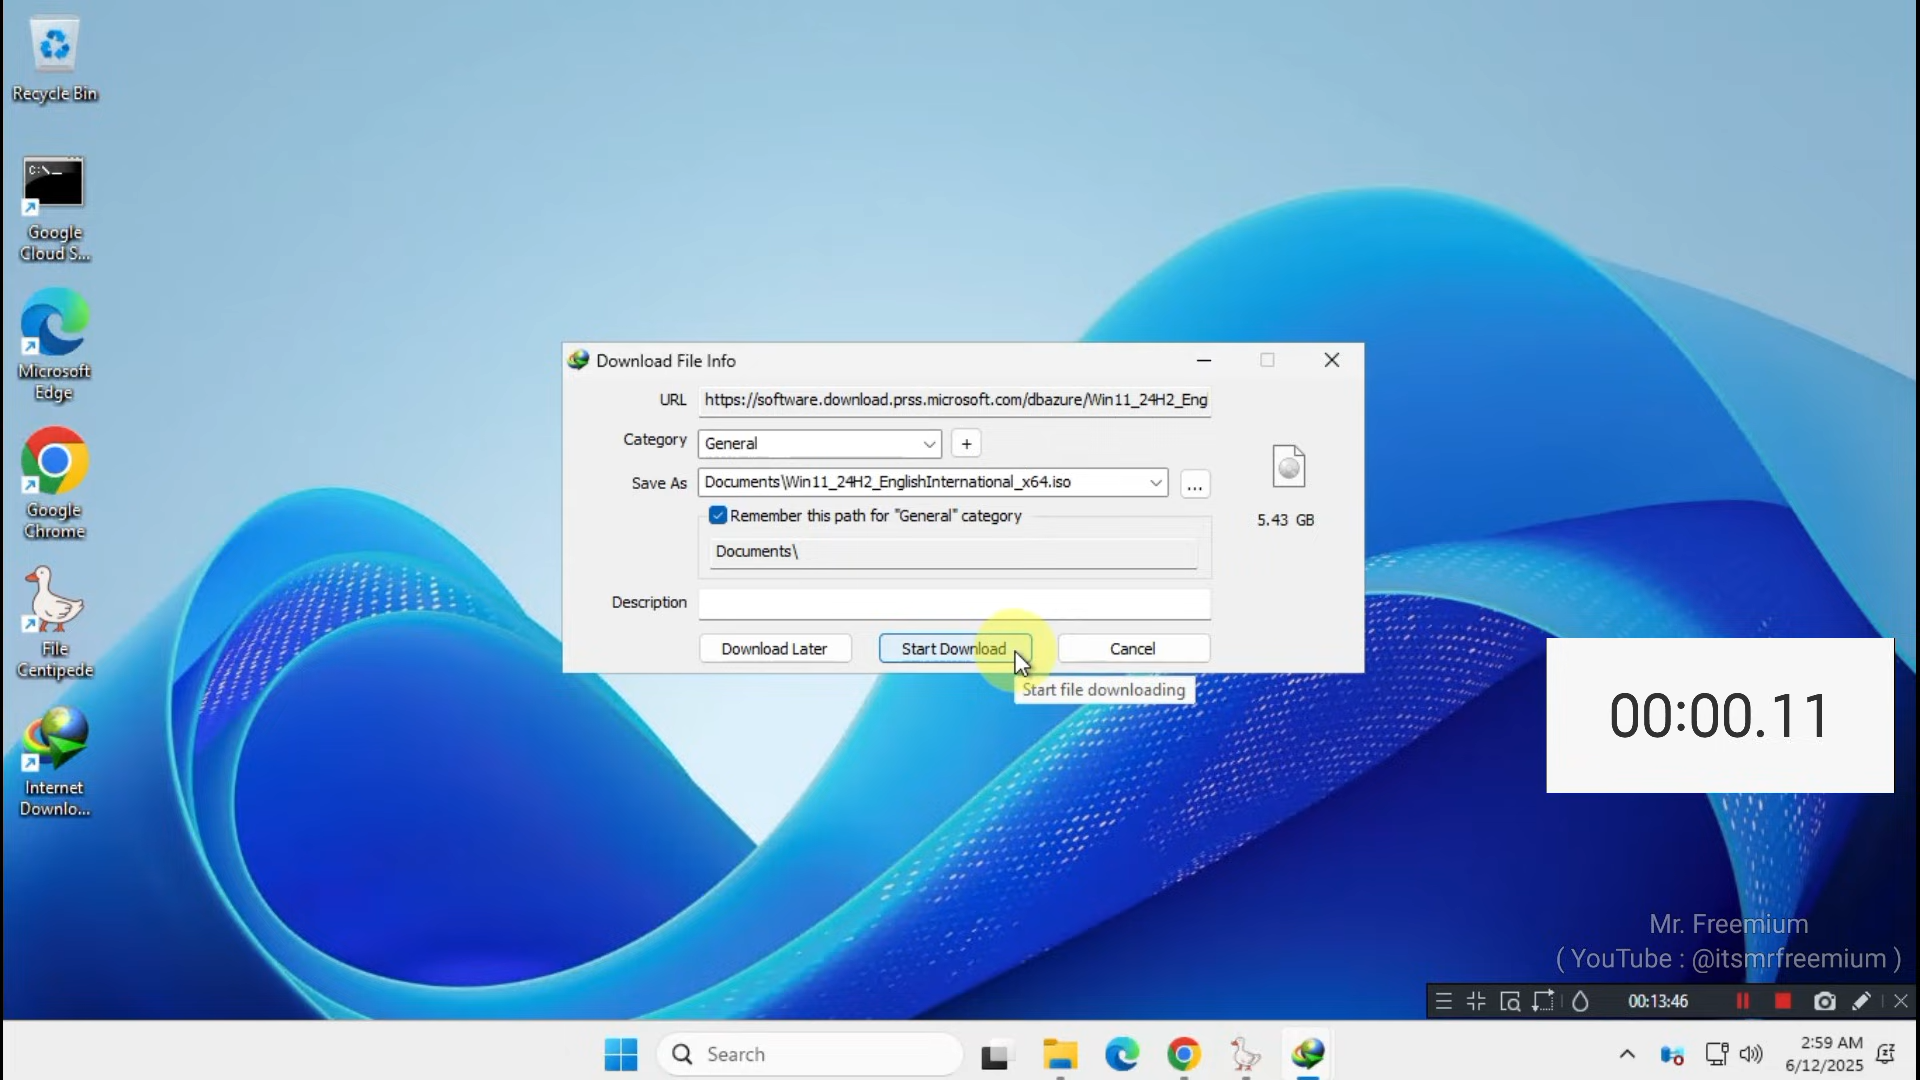 Recycle Bin
C:\
Google
Cloud S...
Microsoft
Edge
Google
Chrome
File
Centipede
Internet
Downlo...
Download File Info
URL
https://software.download.prss.microsoft.com/dbazure/Win11_24H2_Eng
Category
General
+
Save As
Documents\Win11_24H2_EnglishInternational_x64.iso
...
Remember this path for "General" category
Documents\
5.43 GB
Description
Download Later
Start Download
Cancel
Start file downloading
00:00.11
Mr. Freemium
( YouTube : @itsmrfreemium )
00:13:46
Search
2:59 AM
6/12/2025